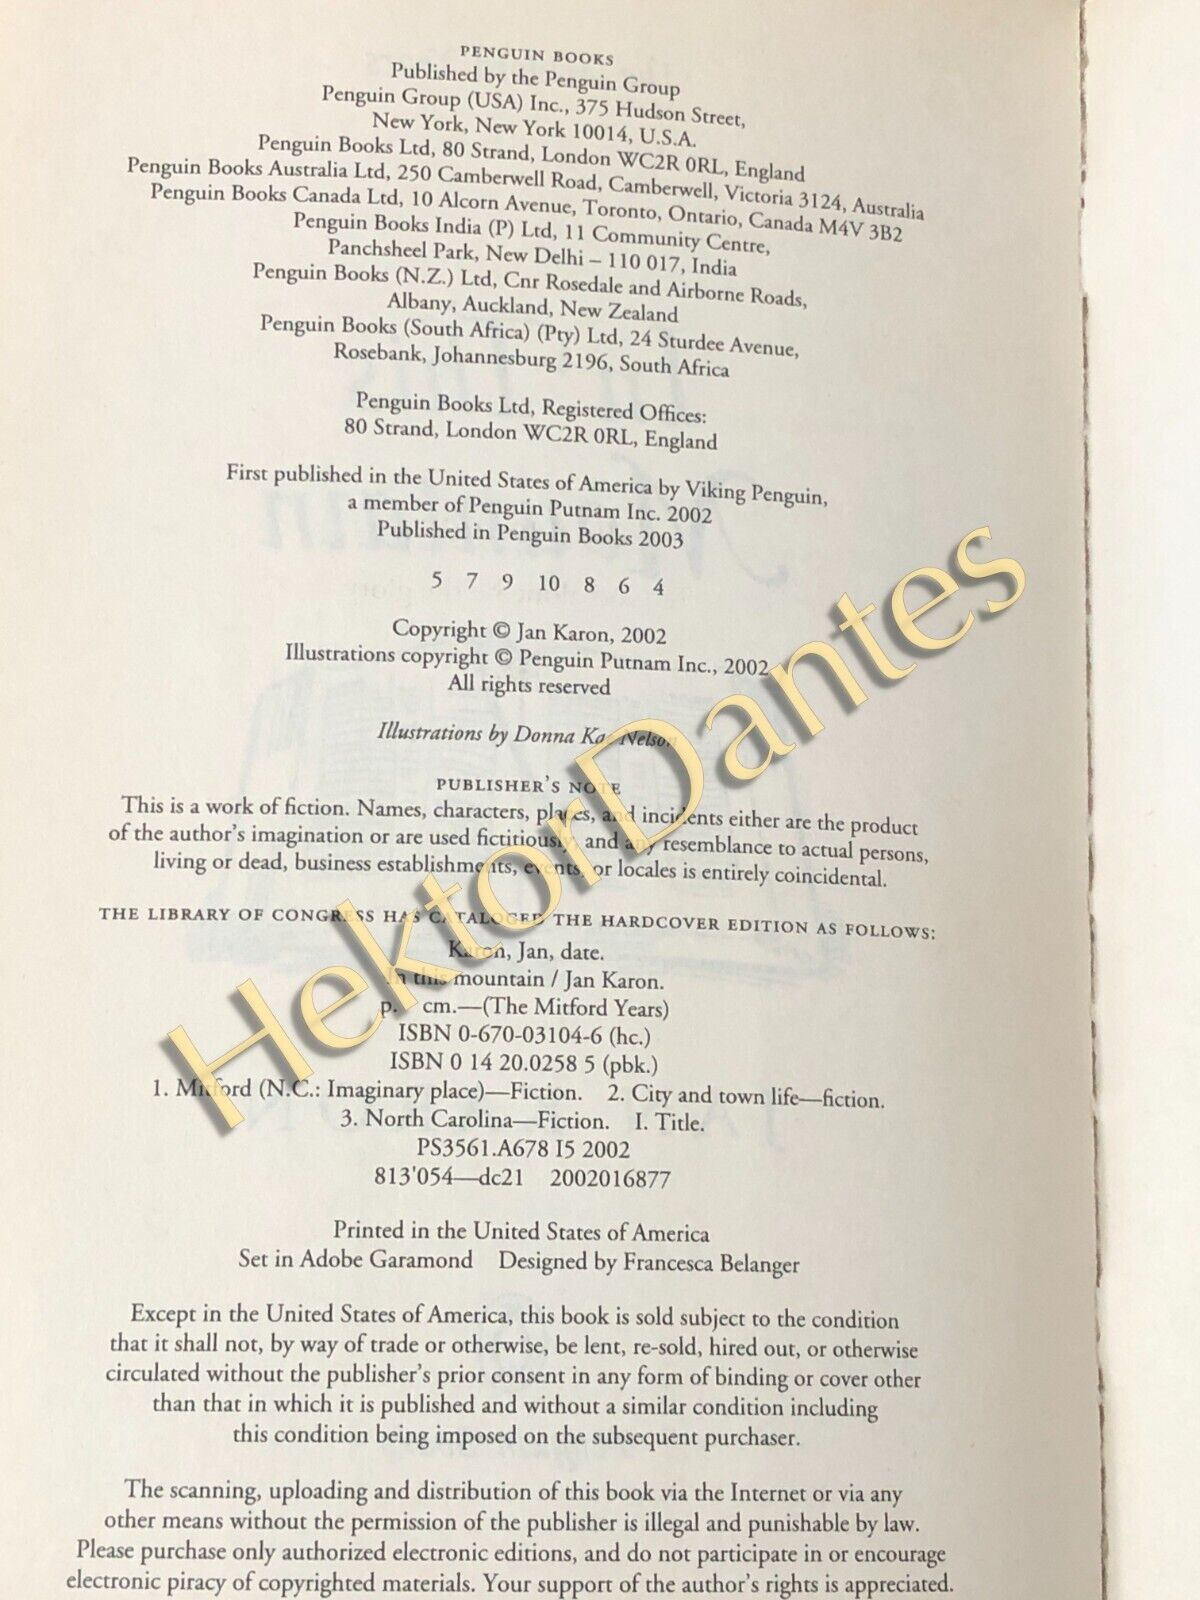 PENGUIN BOOKS
Published by the Penguin Group
Penguin Group (USA) Inc., 375 Hudson Street,
New York, New York 10014, U.S.A.
Penguin Books Ltd, 80 Strand, London WC2R 0RL, England
Penguin Books Australia Ltd, 250 Camberwell Road, Camberwell, Victoria 3124, Australia
Penguin Books Canada Ltd, 10 Alcorn Avenue, Toronto, Ontario, Canada M4V 3B2
Penguin Books India (P) Ltd, 11 Community Centre,
Panchsheel Park, New Delhi – 110 017, India
Penguin Books (N.Z.) Ltd, Cnr Rosedale and Airborne Roads,
Albany, Auckland, New Zealand
Penguin Books (South Africa) (Pty) Ltd, 24 Sturdee Avenue,
Rosebank, Johannesburg 2196, South Africa
Penguin Books Ltd, Registered Offices:
80 Strand, London WC2R 0RL, England
First published in the United States of America by Viking Penguin,
a member of Penguin Putnam Inc. 2002
Published in Penguin Books 2003
5 7 9 10 8 6 4
Copyright © Jan Karon, 2002
Illustrations copyright © Penguin Putnam Inc., 2002
All rights reserved
Illustrations by Donna Kae Nelson
PUBLISHER'S NOTE
This is a work of fiction. Names, characters, places, and incidents either are the product
of the author's imagination or are used fictitiously, and any resemblance to actual persons,
living or dead, business establishments, events, or locales is entirely coincidental.
THE LIBRARY OF CONGRESS HAS CATALOGED THE HARDCOVER EDITION AS FOLLOWS:
Karon, Jan, date.
In this mountain / Jan Karon.
p. cm.—(The Mitford Years)
ISBN 0-670-03104-6 (hc.)
ISBN 0 14 20.0258 5 (pbk.)
1. Mitford (N.C.: Imaginary place)—Fiction. 2. City and town life—fiction.
3. North Carolina—Fiction. I. Title.
PS3561.A678 I5 2002
813'054—dc21 2002016877
Printed in the United States of America
Set in Adobe Garamond Designed by Francesca Belanger
Except in the United States of America, this book is sold subject to the condition
that it shall not, by way of trade or otherwise, be lent, re-sold, hired out, or otherwise
circulated without the publisher's prior consent in any form of binding or cover other
than that in which it is published and without a similar condition including
this condition being imposed on the subsequent purchaser.
The scanning, uploading and distribution of this book via the Internet or via any
other means without the permission of the publisher is illegal and punishable by law.
Please purchase only authorized electronic editions, and do not participate in or encourage
electronic piracy of copyrighted materials. Your support of the author's rights is appreciated.
HektorDantes